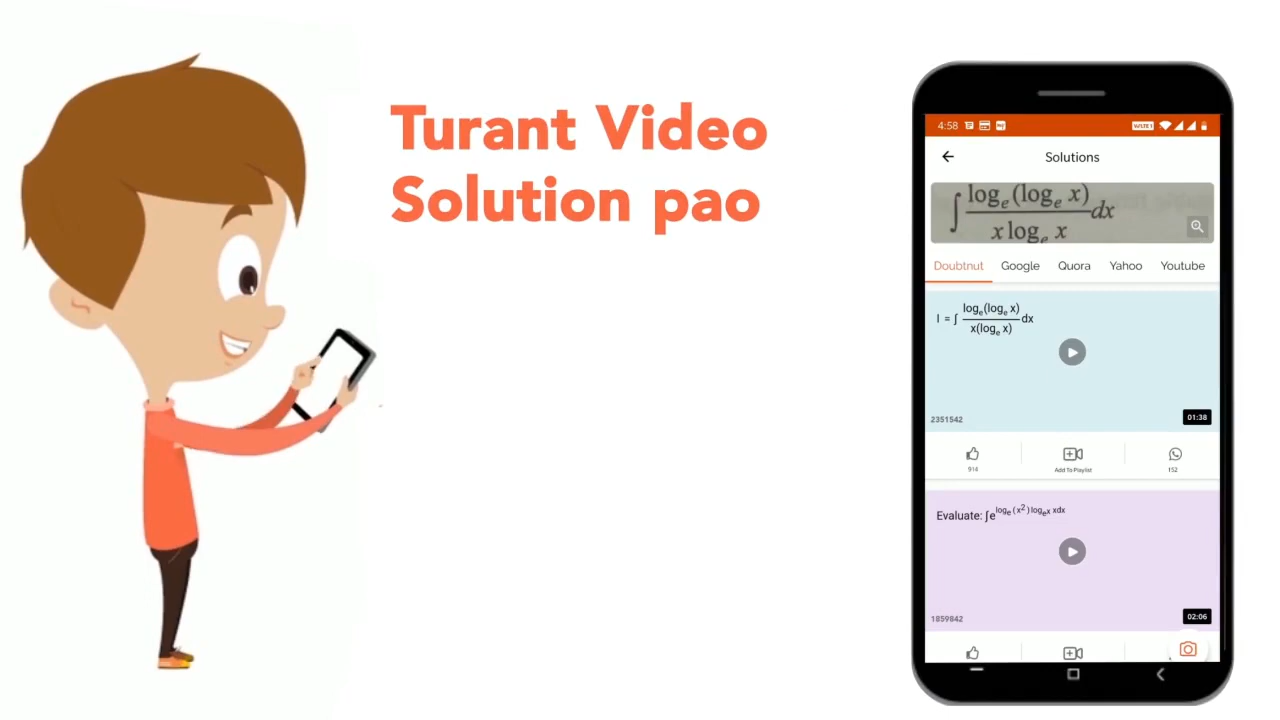 Turant Video
Solution pao
4:58
VoLTE1
Solutions
∫ logₑ(logₑ x) / x logₑ x dx
Doubtnut Google Quora Yahoo Youtube
I = ∫ logₑ(logₑ x) / x(logₑ x) dx
2351542 01:38
914 Add To Playlist 152
Evaluate: ∫e^logₑ(x²)logₑx xdx
1859842 02:06